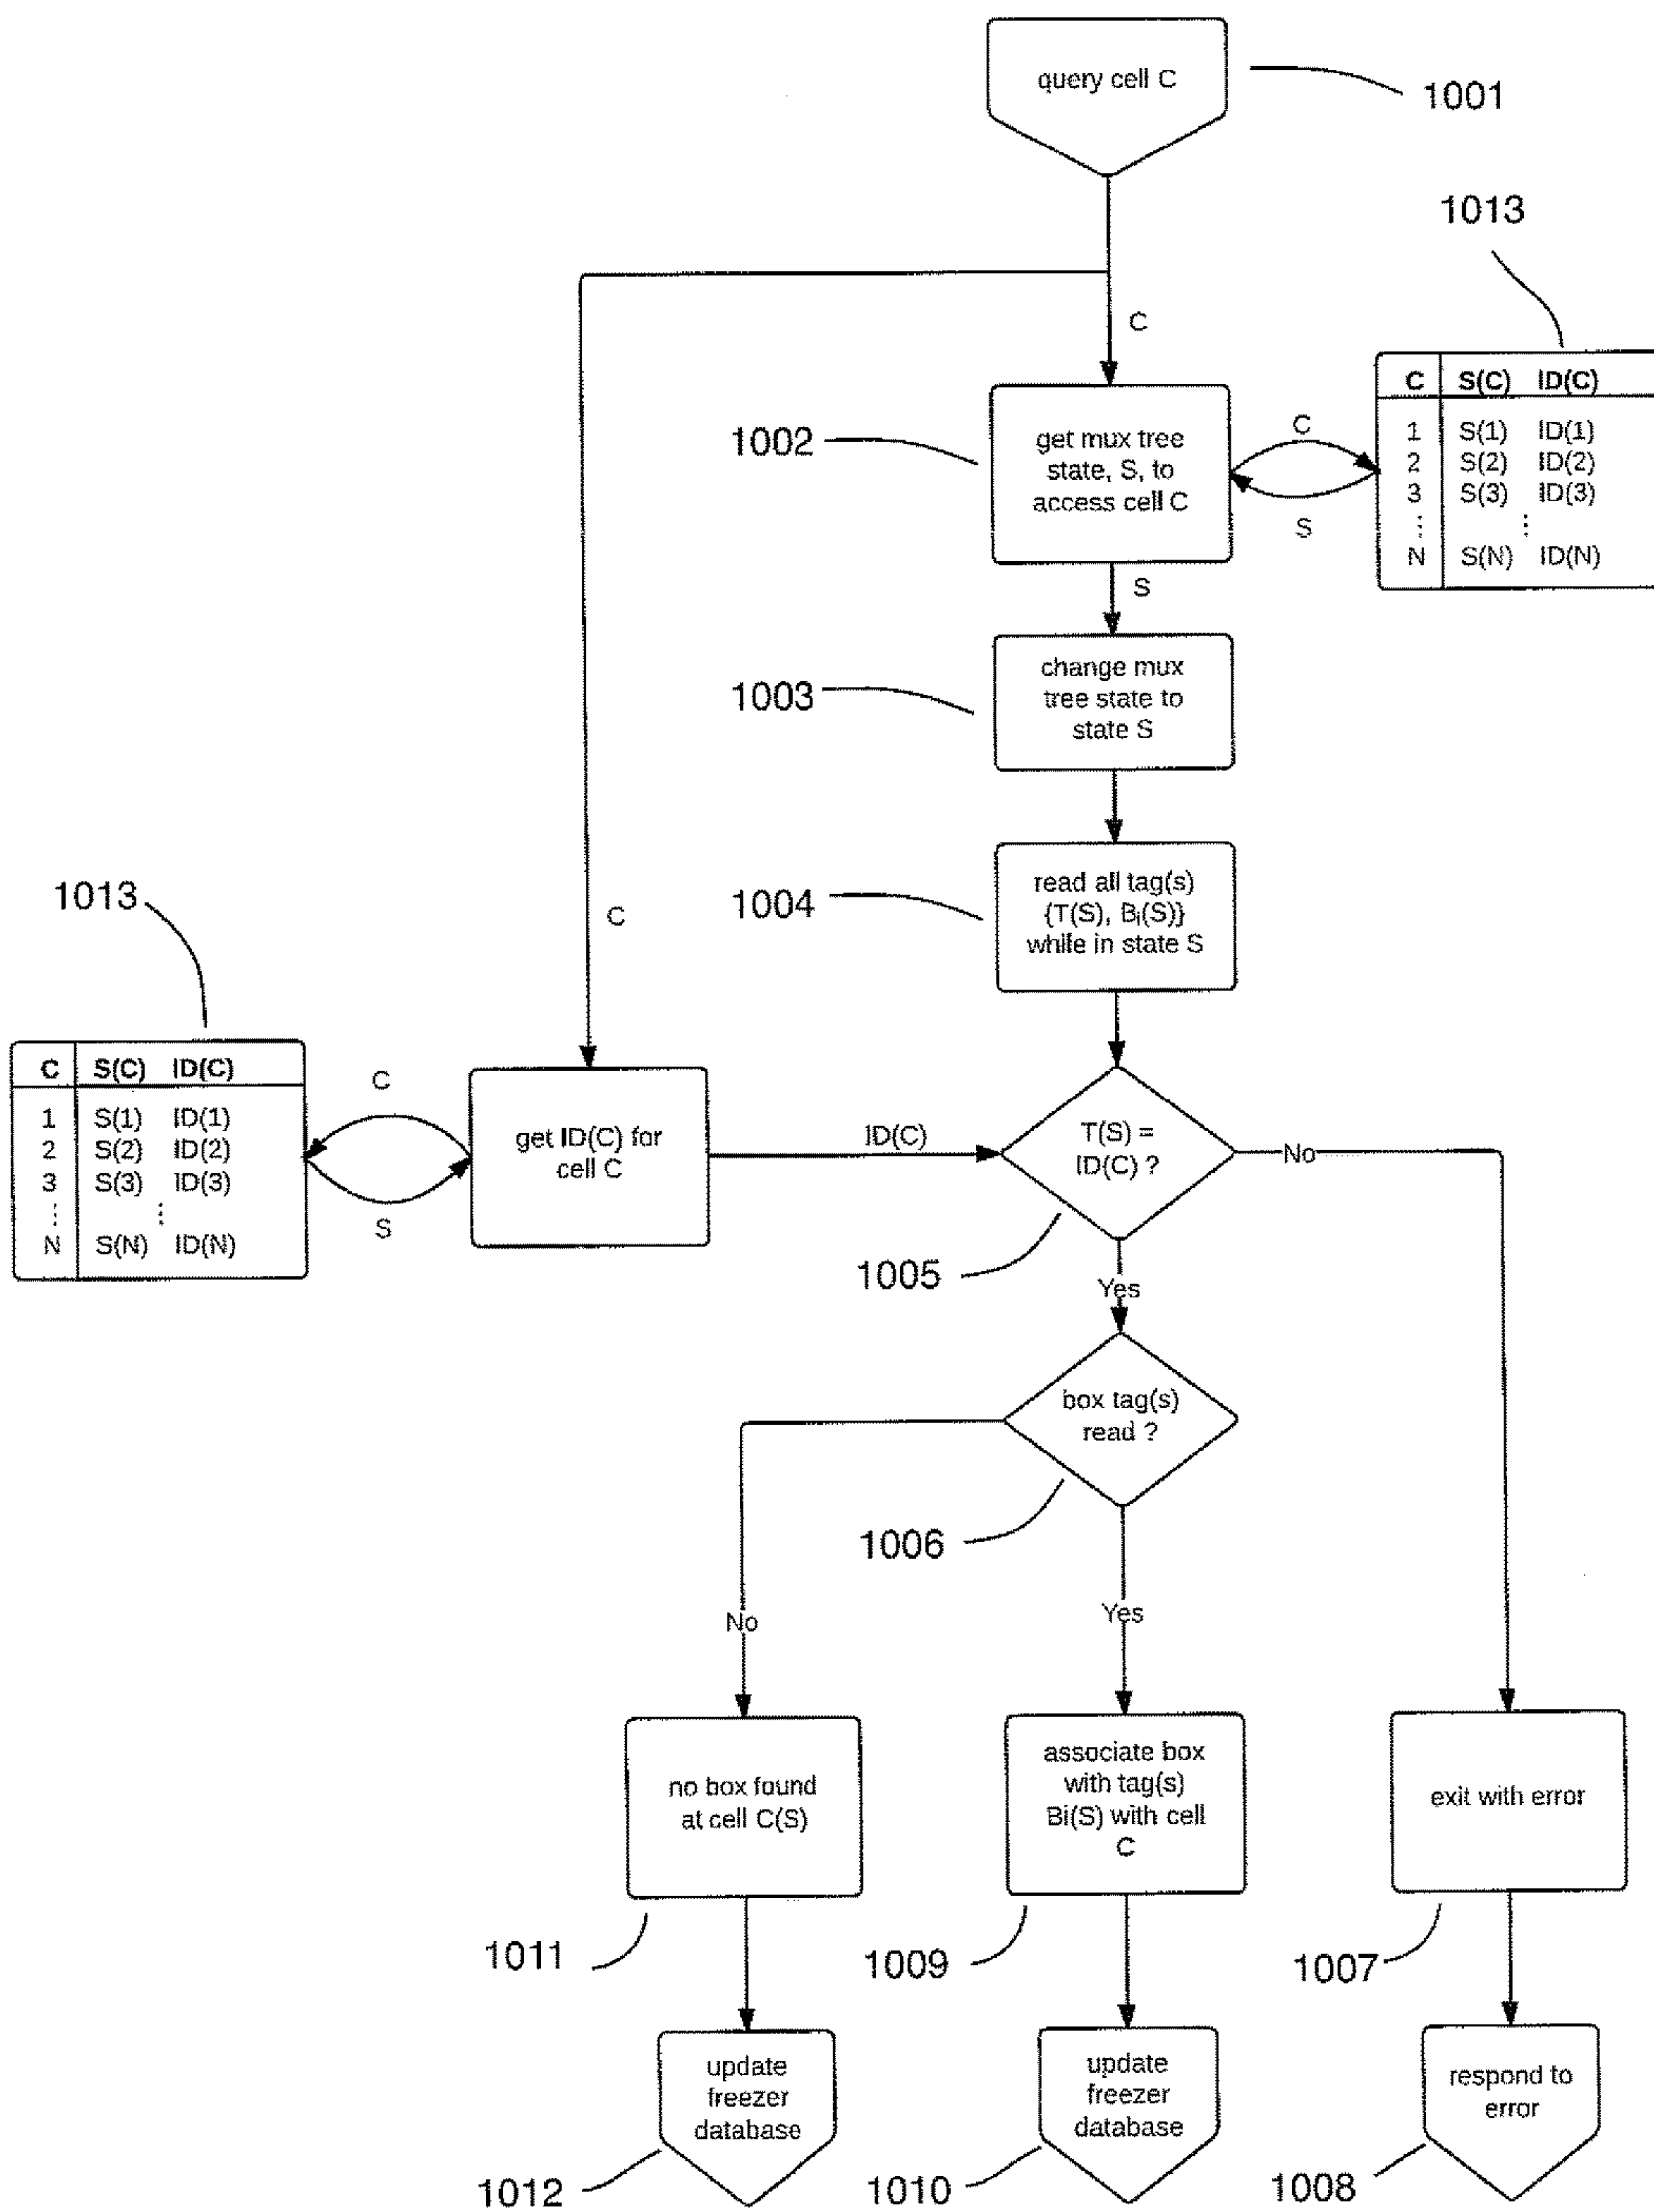 query cell C
1001
1013
C
C S(C) ID(C)
1 S(1) ID(1)
2 S(2) ID(2)
3 S(3) ID(3)
⋮ ⋮
N S(N) ID(N)
1002
get mux tree
state, S, to
access cell C
C
S
S
1003
change mux
tree state to
state S
1004
read all tag(s)
{T(S), Bᵢ(S)}
while in state S
C
1013
C S(C) ID(C)
1 S(1) ID(1)
2 S(2) ID(2)
3 S(3) ID(3)
⋮ ⋮
N S(N) ID(N)
C
S
get ID(C) for
cell C
ID(C)
T(S) =
ID(C) ?
No
1005
Yes
box tag(s)
read ?
1006
No
Yes
no box found
at cell C(S)
associate box
with tag(s)
Bi(S) with cell
C
exit with error
1011
1009
1007
update
freezer
database
update
freezer
database
respond to
error
1012
1010
1008